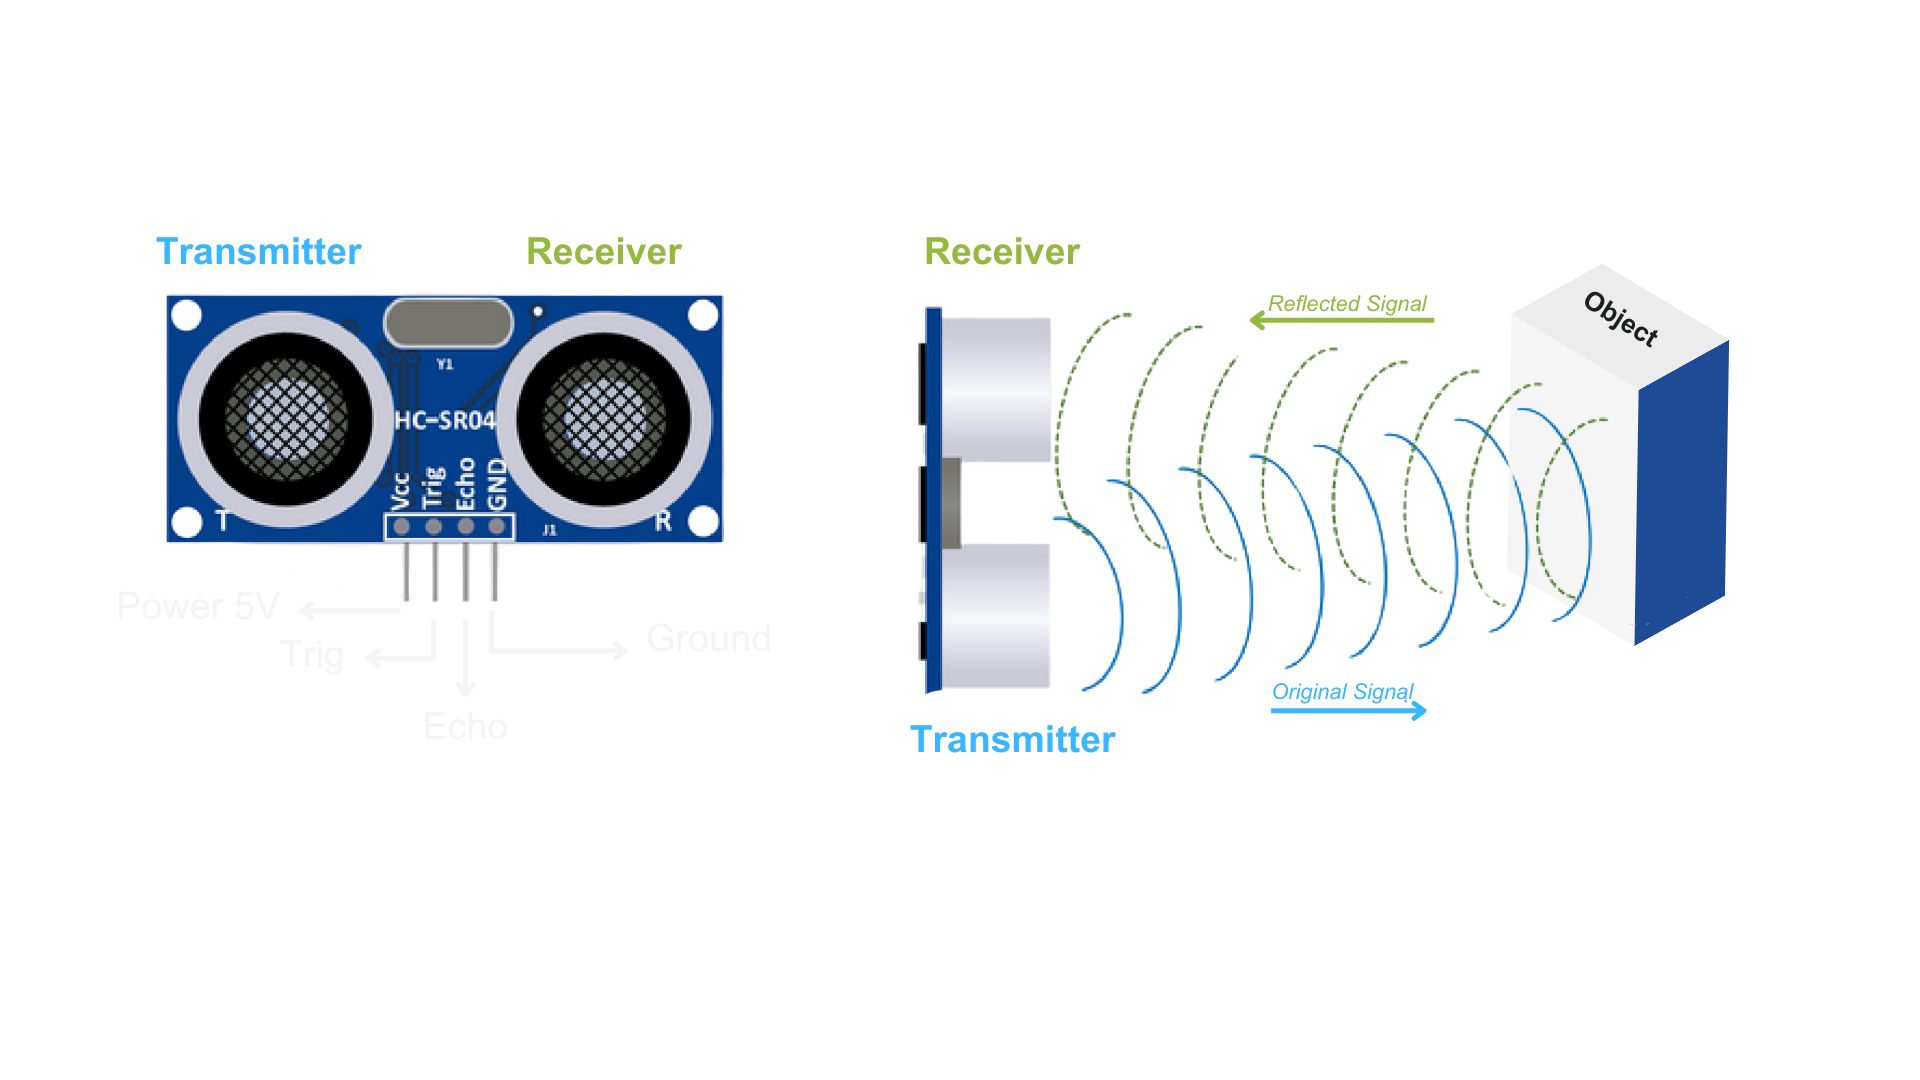 Transmitter
Receiver
Y1
HC-SR04
Vcc
Trig
Echo
GND
T
J1
R
Power 5V
Trig
Echo
Ground
Receiver
Reflected Signal
Object
Original Signal
Transmitter